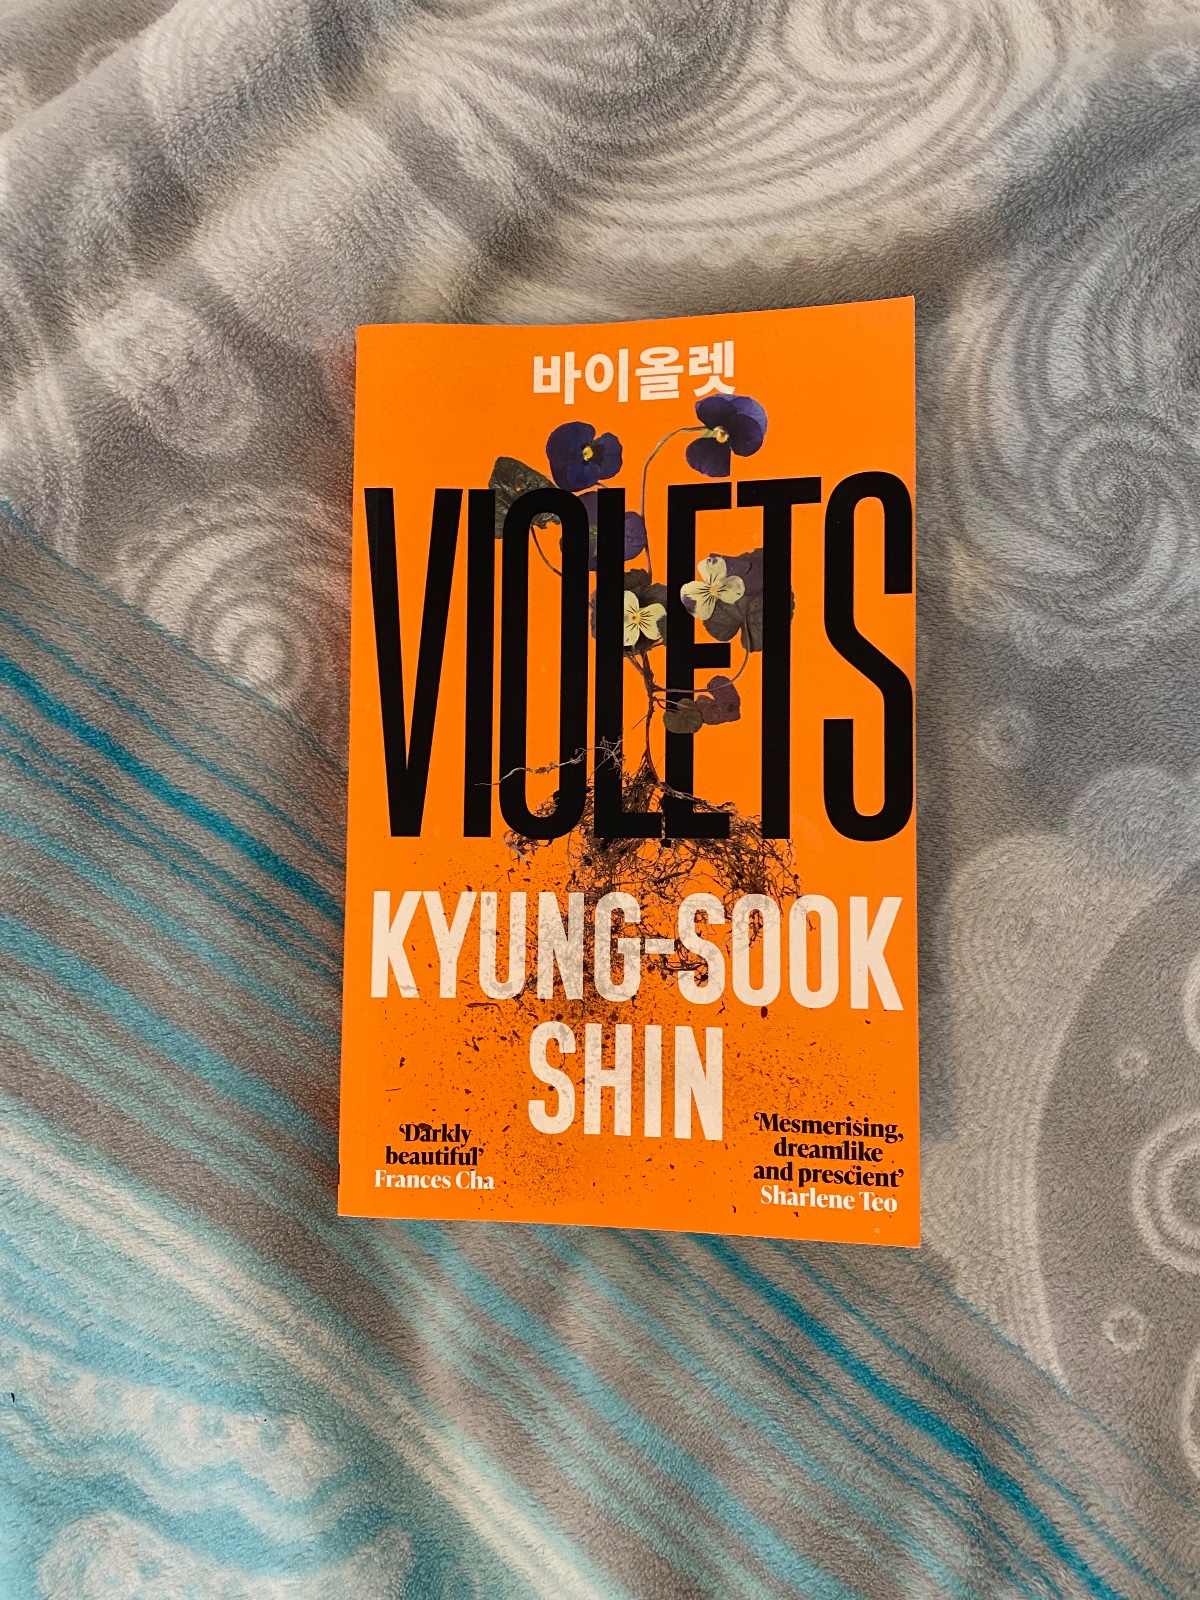 바이올렛
VIOLETS
KYUNG-SOOK
SHIN
‘Darkly
beautiful’
Frances Cha
‘Mesmerising,
dreamlike
and prescient’
Sharlene Teo